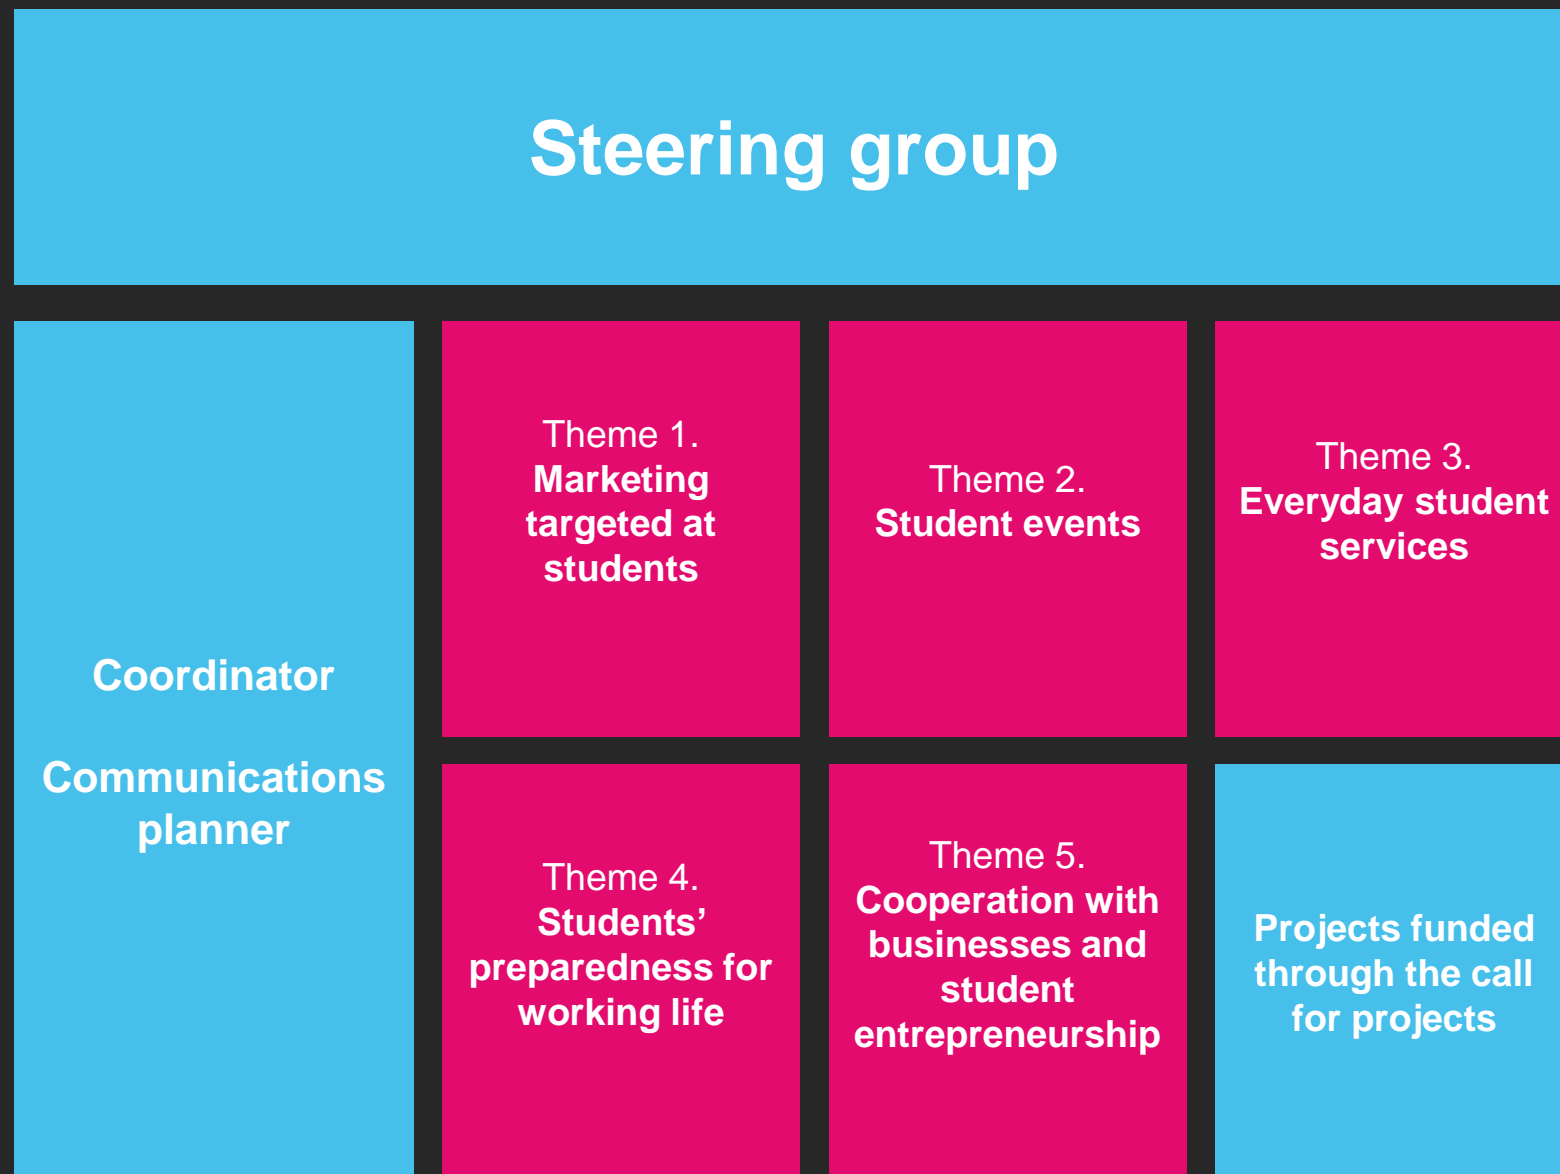 Steering group
Coordinator
Communications
planner
Theme 1.
Marketing
targeted at
students
Theme 2.
Student events
Theme 3.
Everyday student
services
Theme 4.
Students’
preparedness for
working life
Theme 5.
Cooperation with
businesses and
student
entrepreneurship
Projects funded
through the call
for projects